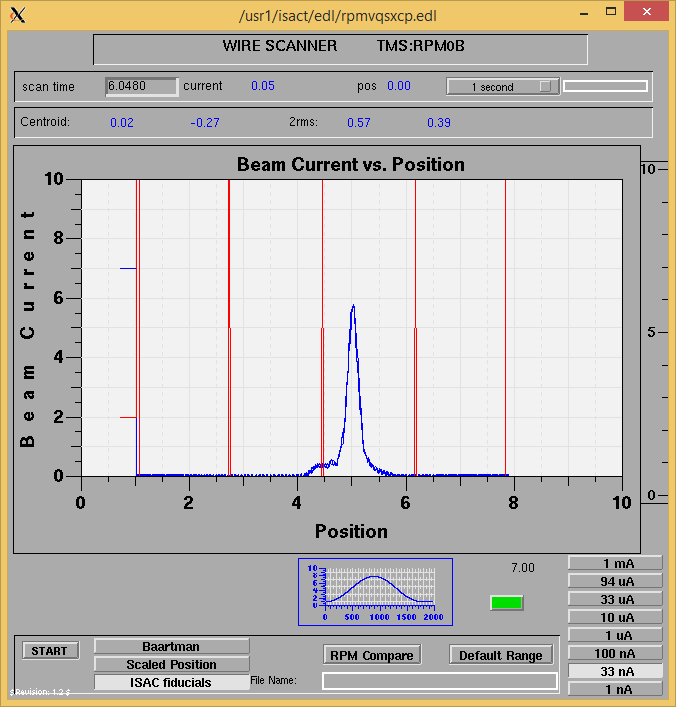 /usr1/isact/edl/rpmvqsxcp.edl
WIRE SCANNER TMS:RPM0B
scan time 6.0480 current 0.05 pos 0.00 1 second
Centroid: 0.02 -0.27 2rms: 0.57 0.39
Beam Current vs. Position
10
8
6
4
2
0
Beam Current
0 2 4 6 8 10
Position
10
5
0
10
8
6
4
2
0
0 500 1000 1500 2000
7.00
1 mA
94 uA
33 uA
10 uA
1 uA
100 nA
33 nA
1 nA
START
Baartman
Scaled Position
ISAC fiducials
RPM Compare
Default Range
File Name:
$Revision: 1.2 $